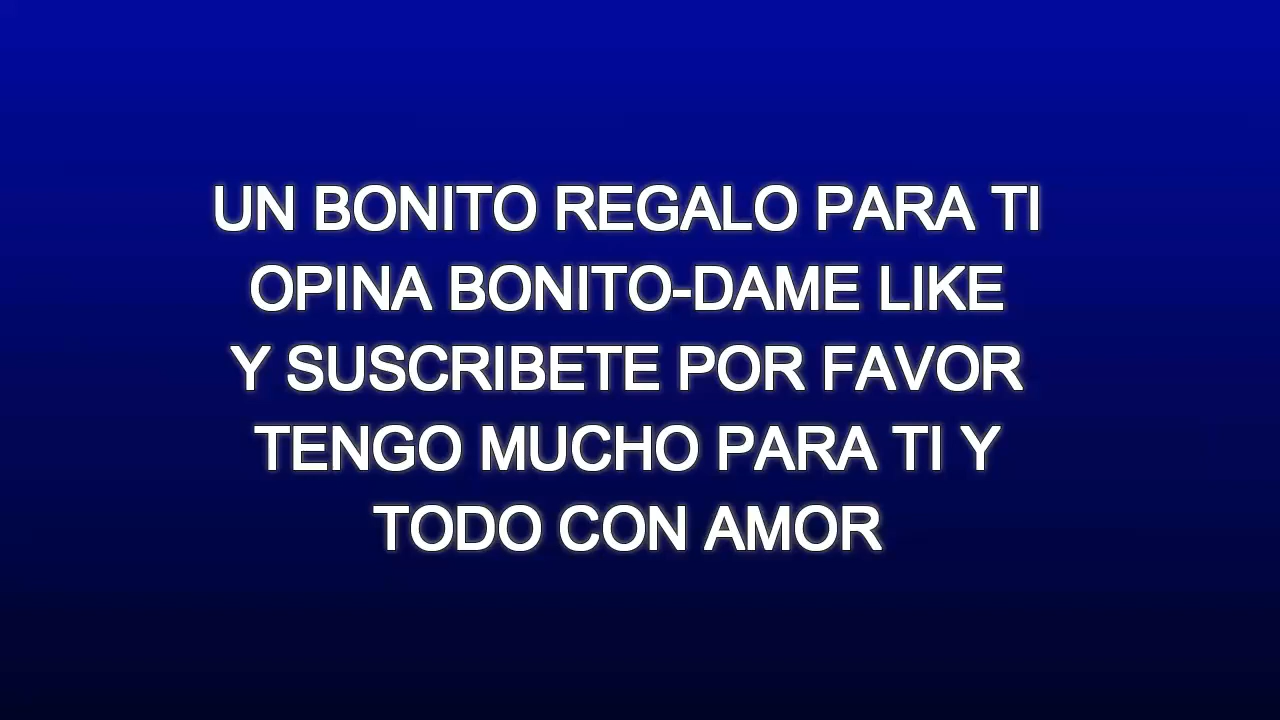 UN BONITO REGALO PARA TI
OPINA BONITO-DAME LIKE
Y SUSCRIBETE POR FAVOR
TENGO MUCHO PARA TI Y
TODO CON AMOR